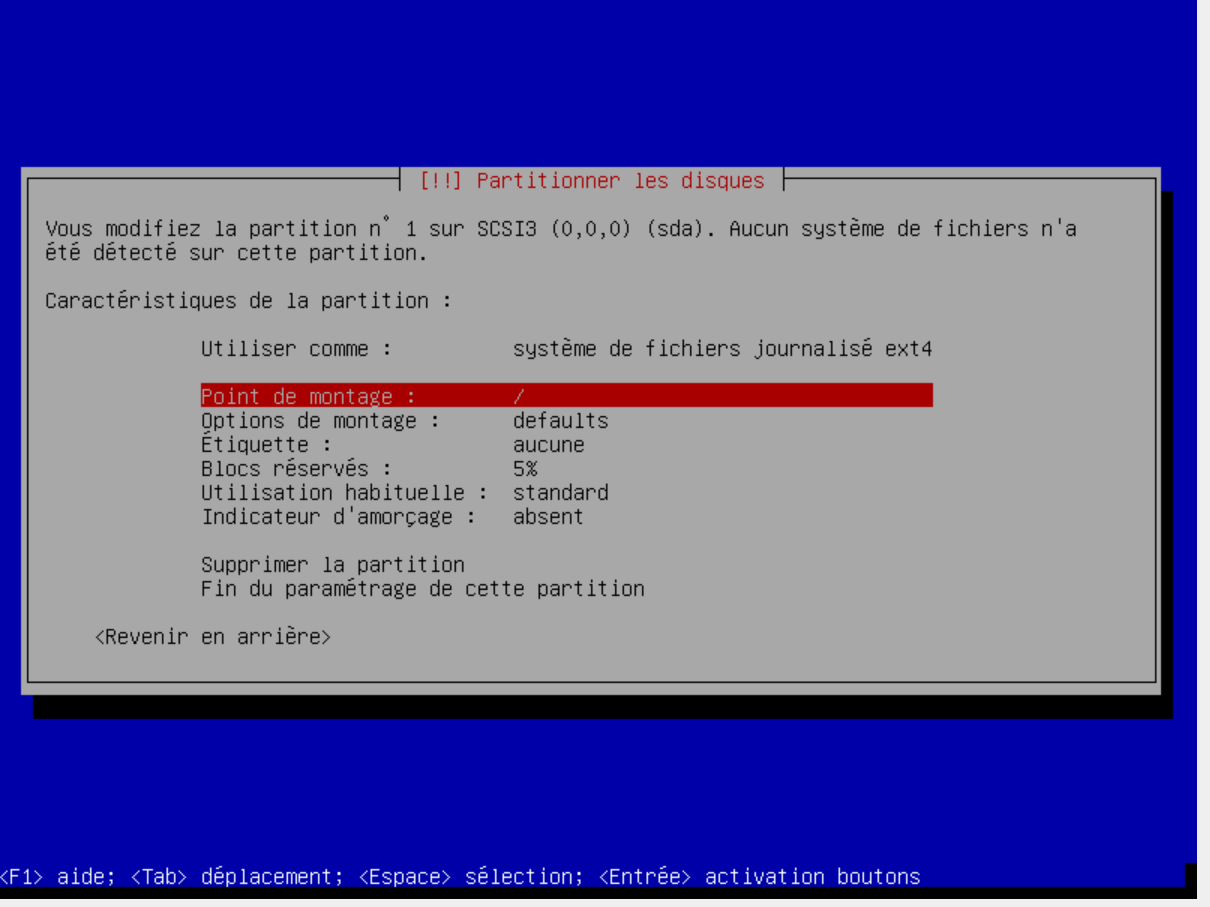 [!!] Partitionner les disques
Vous modifiez la partition n° 1 sur SCSI3 (0,0,0) (sda). Aucun système de fichiers n'a
été détecté sur cette partition.
Caractéristiques de la partition :
Utiliser comme : système de fichiers journalisé ext4
Point de montage : /
Options de montage : defaults
Étiquette : aucune
Blocs réservés : 5%
Utilisation habituelle : standard
Indicateur d'amorçage : absent
Supprimer la partition
Fin du paramétrage de cette partition
<Revenir en arrière>
<F1> aide; <Tab> déplacement; <Espace> sélection; <Entrée> activation boutons